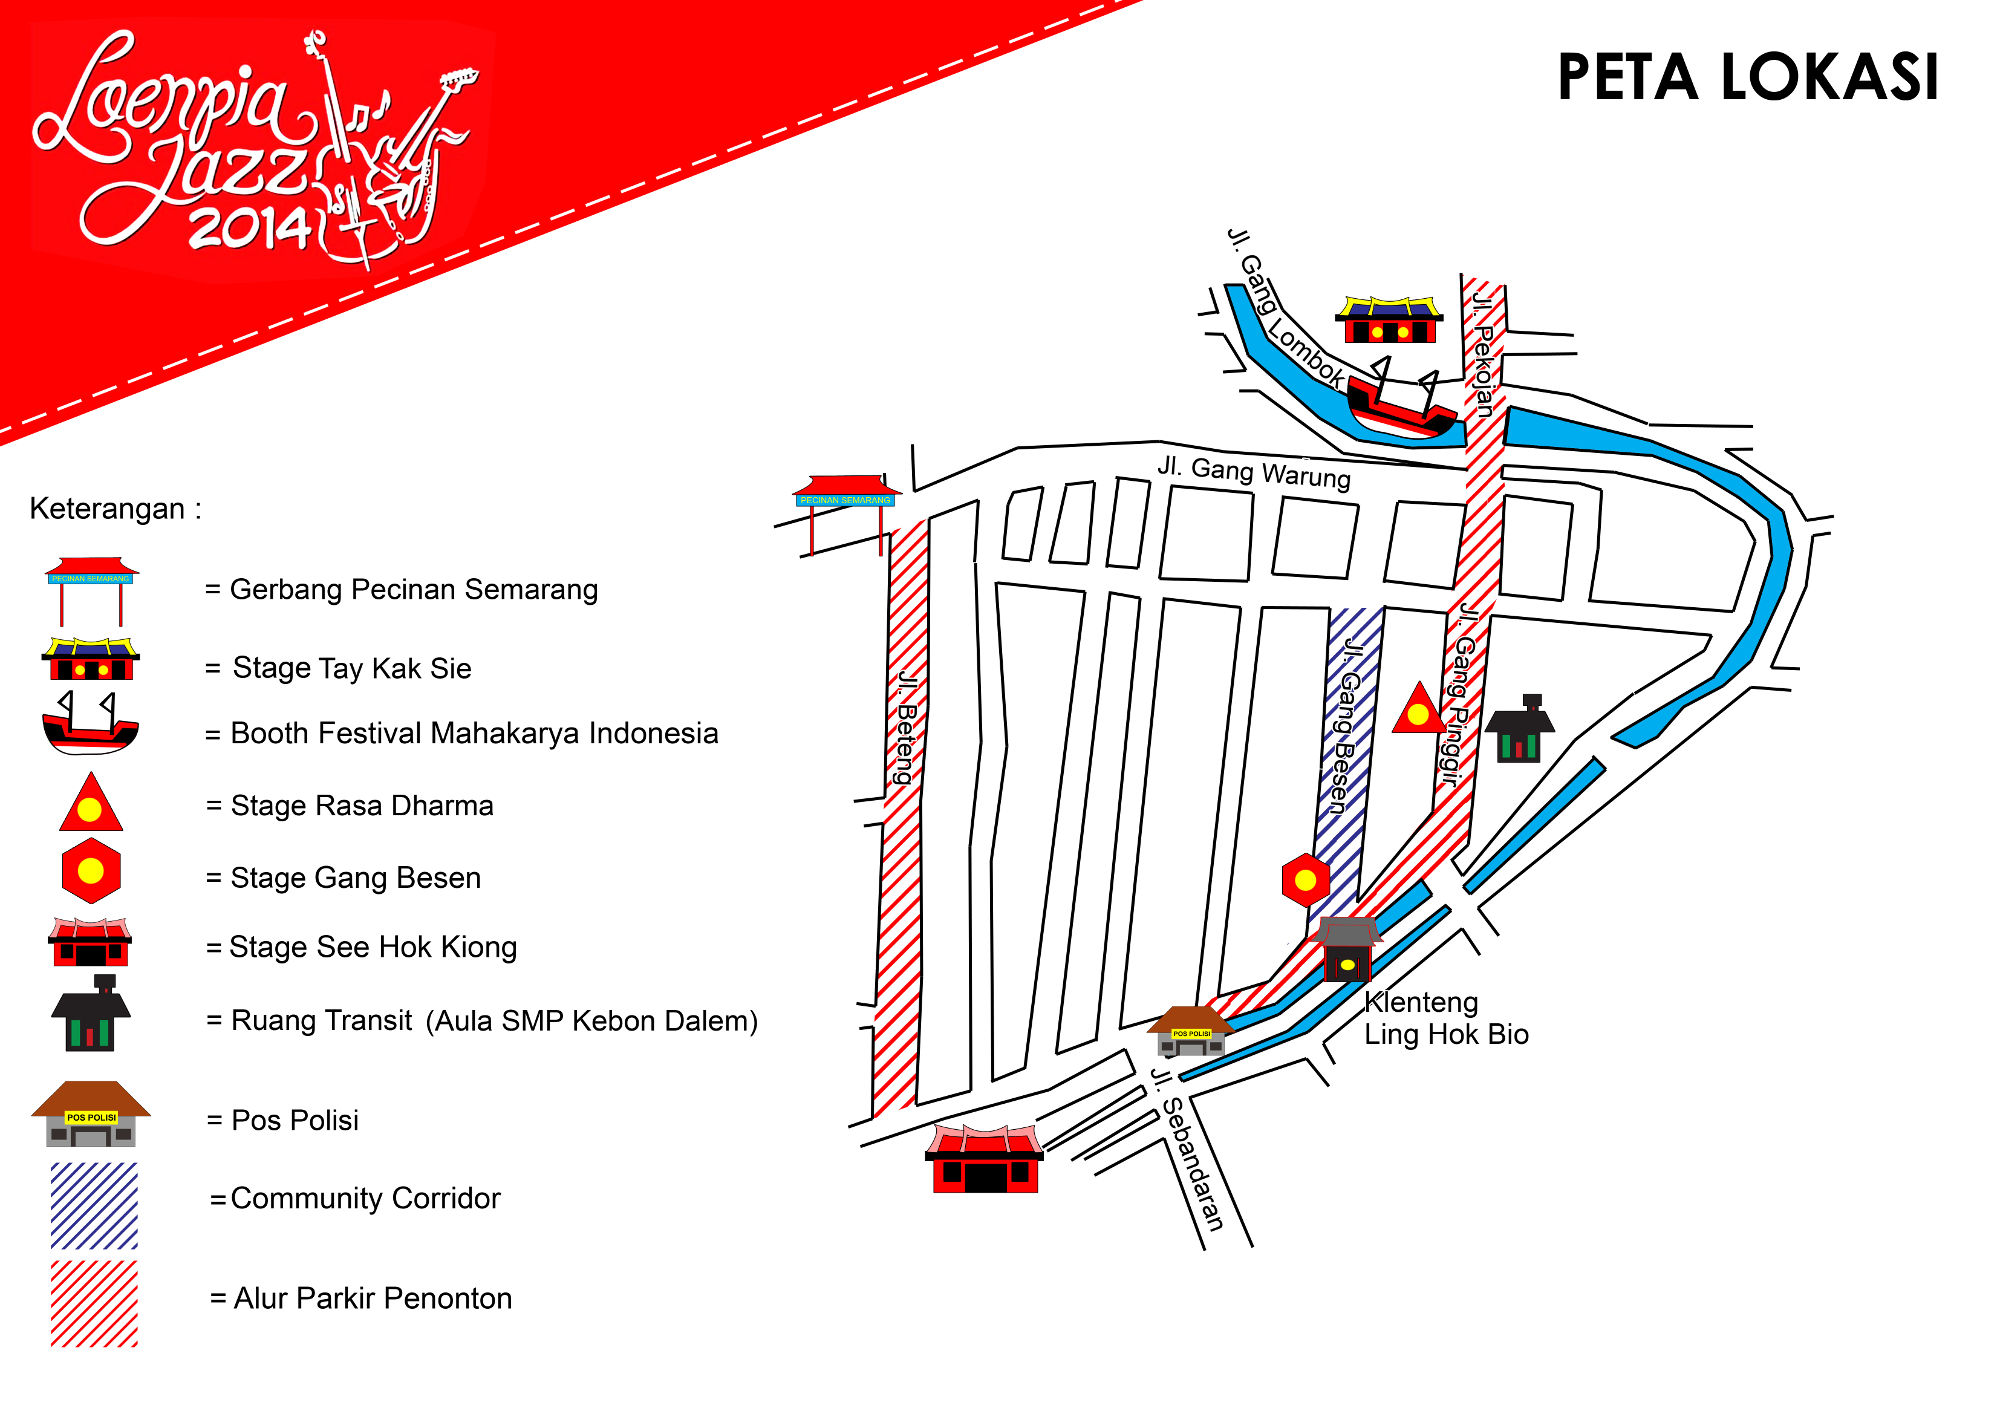 Loenpia
Jazz
2014
PETA LOKASI
Keterangan :
PECINAN SEMARANG
= Gerbang Pecinan Semarang
= Stage Tay Kak Sie
= Booth Festival Mahakarya Indonesia
= Stage Rasa Dharma
= Stage Gang Besen
= Stage See Hok Kiong
= Ruang Transit (Aula SMP Kebon Dalem)
POS POLISI
= Pos Polisi
= Community Corridor
= Alur Parkir Penonton
Jl. Gang Lombok
Jl. Pekojan
Jl. Gang Warung
PECINAN SEMARANG
Jl. Beteng
Jl. Gang Besen
Jl. Gang Pinggir
Klenteng
Ling Hok Bio
POS POLISI
Jl. Sebandaran